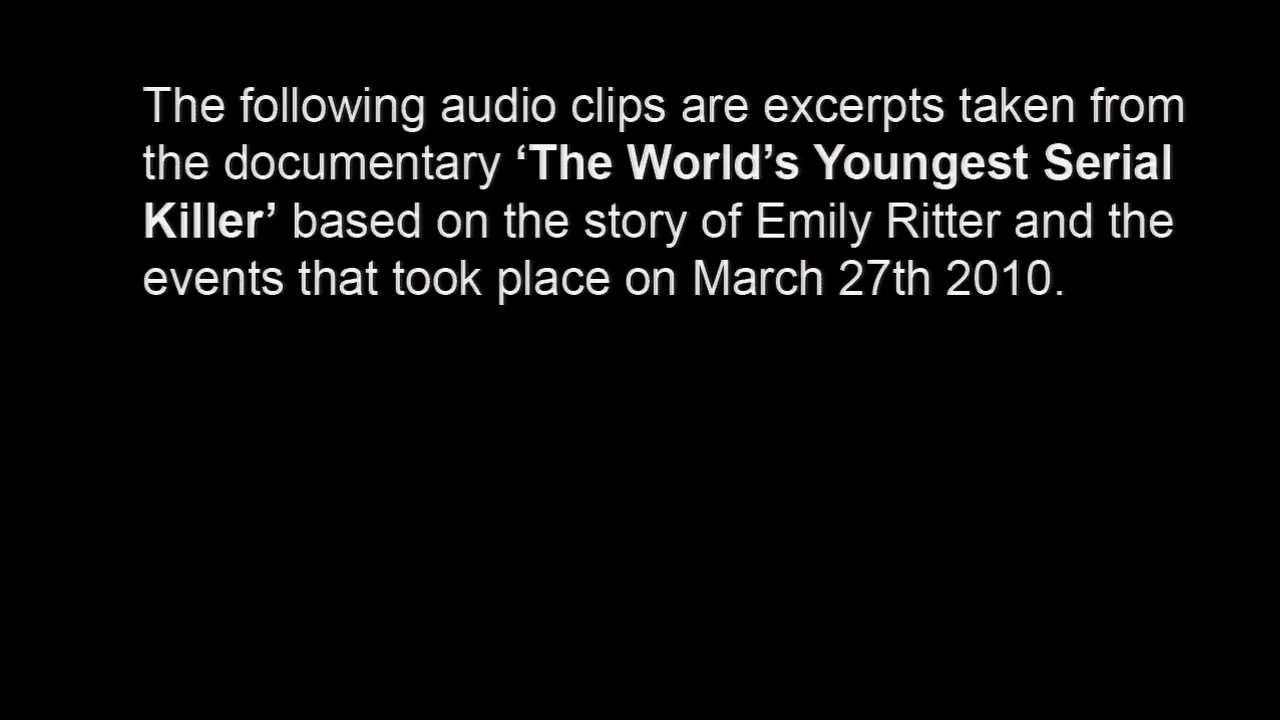 The following audio clips are excerpts taken from
the documentary ‘The World’s Youngest Serial
Killer’ based on the story of Emily Ritter and the
events that took place on March 27th 2010.